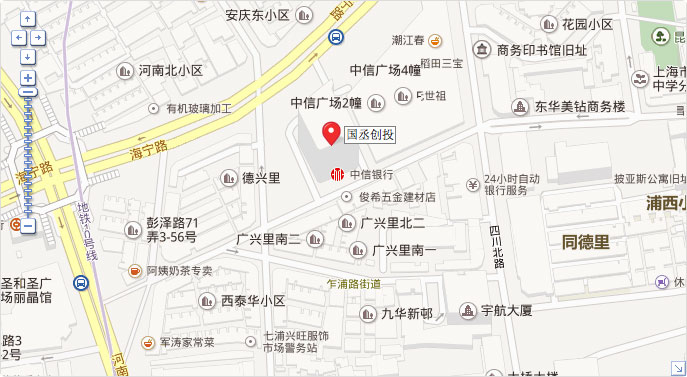 安庆东小区
海宁路
潮江春
花园小区
商务印书馆旧址
昆
稻田三宝
河南北小区
中信广场4幢
上海市
中学分
中信广场2幢
有机玻璃加工
东华美钻商务楼
国丞创投
海宁路
海宁路
中信银行
德兴里
24小时自动
银行服务
披亚斯公寓旧址
俊希五金建材店
浦西小
地铁10号线
彭泽路71
弄3-56号
广兴里北二
广兴里南二
广兴里南一
四川北路
同德里
圣和圣广
场丽晶馆
阿姨奶茶专卖
乍浦路街道
休
西泰华小区
九华新邨
宇航大厦
路3
2号
军涛家常菜
七浦兴旺服饰
市场警务站
河南